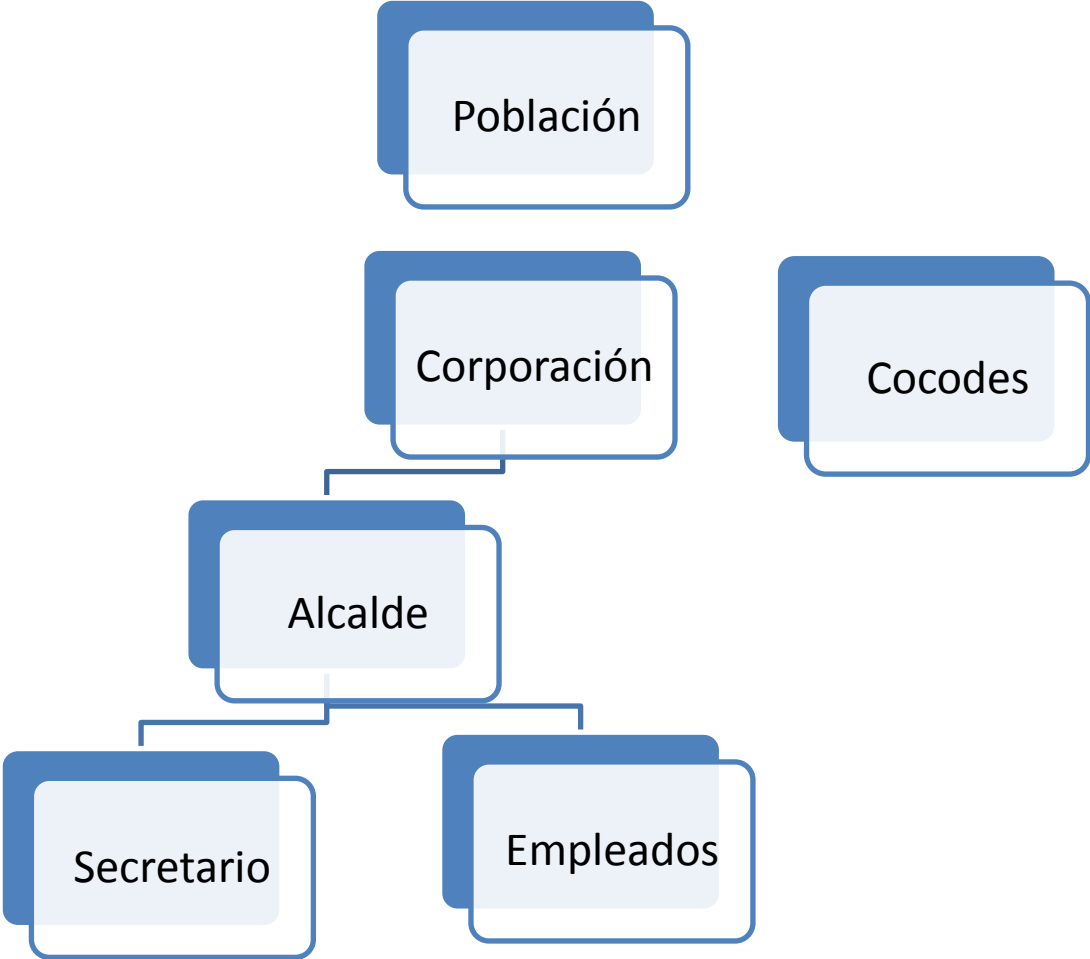 Población
Corporación
Cocodes
Alcalde
Secretario
Empleados